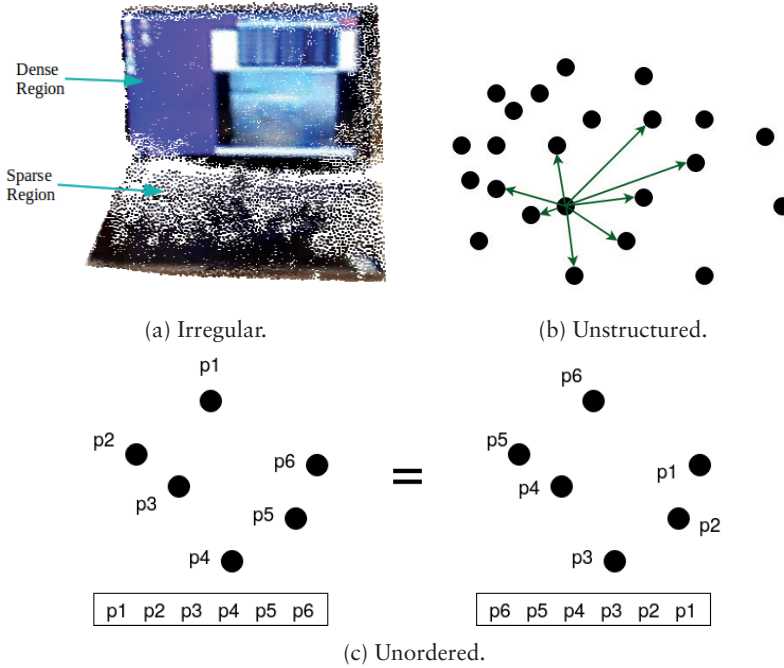 Dense
Region
Sparse
Region
(a) Irregular.
(b) Unstructured.
p1
p2
p3
p4
p5
p6
p1 p2 p3 p4 p5 p6
=
p6
p5
p4
p3
p1
p2
p6 p5 p4 p3 p2 p1
(c) Unordered.